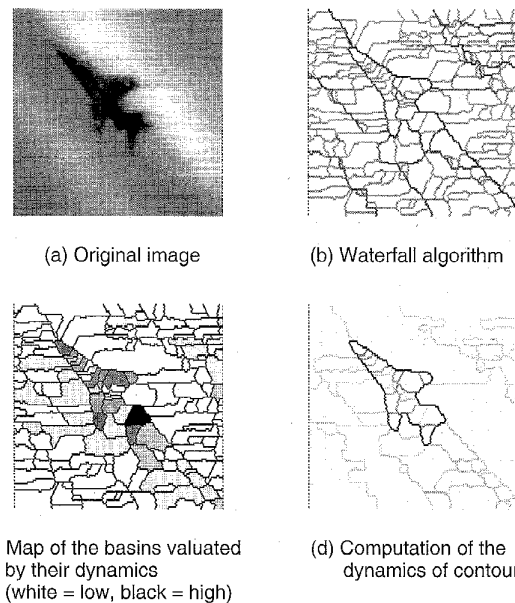 (a) Original image
(b) Waterfall algorithm
Map of the basins valuated
by their dynamics
(white = low, black = high)
(d) Computation of the
dynamics of contour